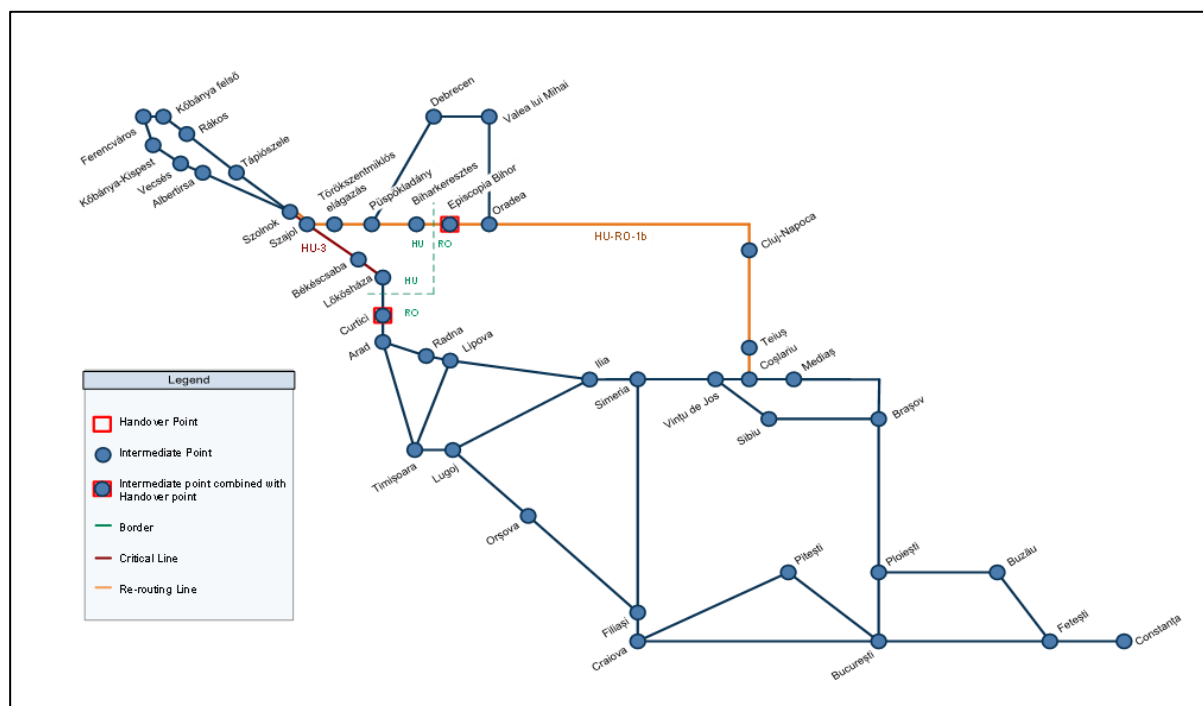 Kőbánya felső
Debrecen
Valea lui Mihai
Ferencváros
Rákos
Tápiószele
Kőbánya-Kispest
Vecsés
Albertirsa
Törökszentmiklós
elágazás
Püspökladány
Biharkeresztes
Episcopia Bihor
Oradea
Szolnok
Szajol
HU-3
HU
RO
HU-RO-1b
Cluj-Napoca
Békéscsaba
Lőkösháza
HU
RO
Curtici
Arad
Radna
Lipova
Ilia
Simeria
Teiuș
Coșlariu
Mediaș
Vințu de Jos
Sibiu
Brașov
Timișoara
Lugoj
Orșova
Legend
Handover Point
Intermediate Point
Intermediate point combined with
Handover point
Border
Critical Line
Re-routing Line
Pitești
Ploiești
Buzău
Filiași
Craiova
București
Fetești
Constanța